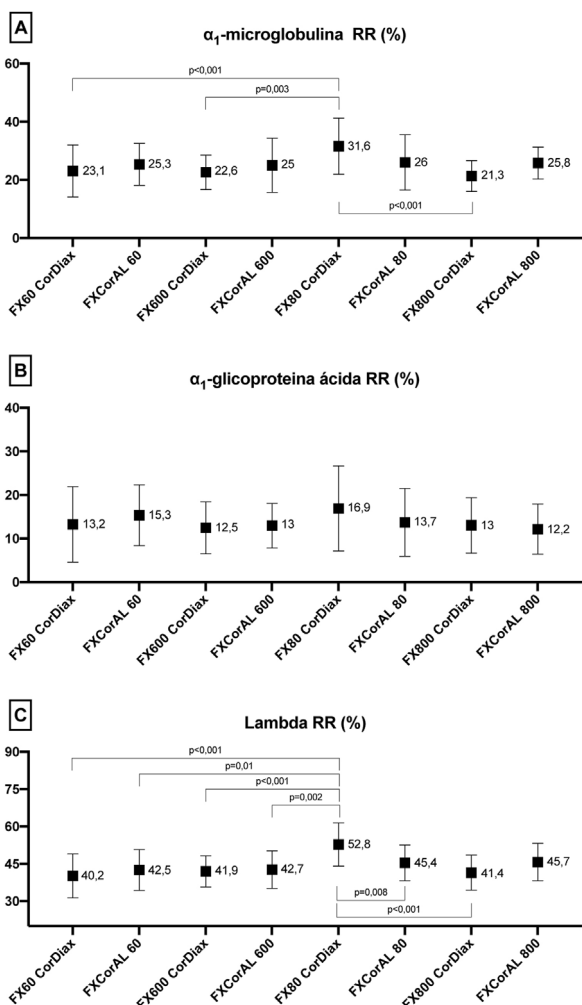 A
α1-microglobulina RR (%)
60
40
20
0
p<0,001
p=0,003
p<0,001
23,1
25,3
22,6
25
31,6
26
21,3
25,8
FX60 CorDiax
FXCorAL 60
FX600 CorDiax
FXCorAL 600
FX80 CorDiax
FXCorAL 80
FX800 CorDiax
FXCorAL 800
B
α1-glicoproteina ácida RR (%)
40
30
20
10
0
13,2
15,3
12,5
13
16,9
13,7
13
12,2
FX60 CorDiax
FXCorAL 60
FX600 CorDiax
FXCorAL 600
FX80 CorDiax
FXCorAL 80
FX800 CorDiax
FXCorAL 800
C
Lambda RR (%)
90
75
60
45
30
p<0,001
p=0,01
p<0,001
p=0,002
p=0,008
p<0,001
40,2
42,5
41,9
42,7
52,8
45,4
41,4
45,7
FX60 CorDiax
FXCorAL 60
FX600 CorDiax
FXCorAL 600
FX80 CorDiax
FXCorAL 80
FX800 CorDiax
FXCorAL 800